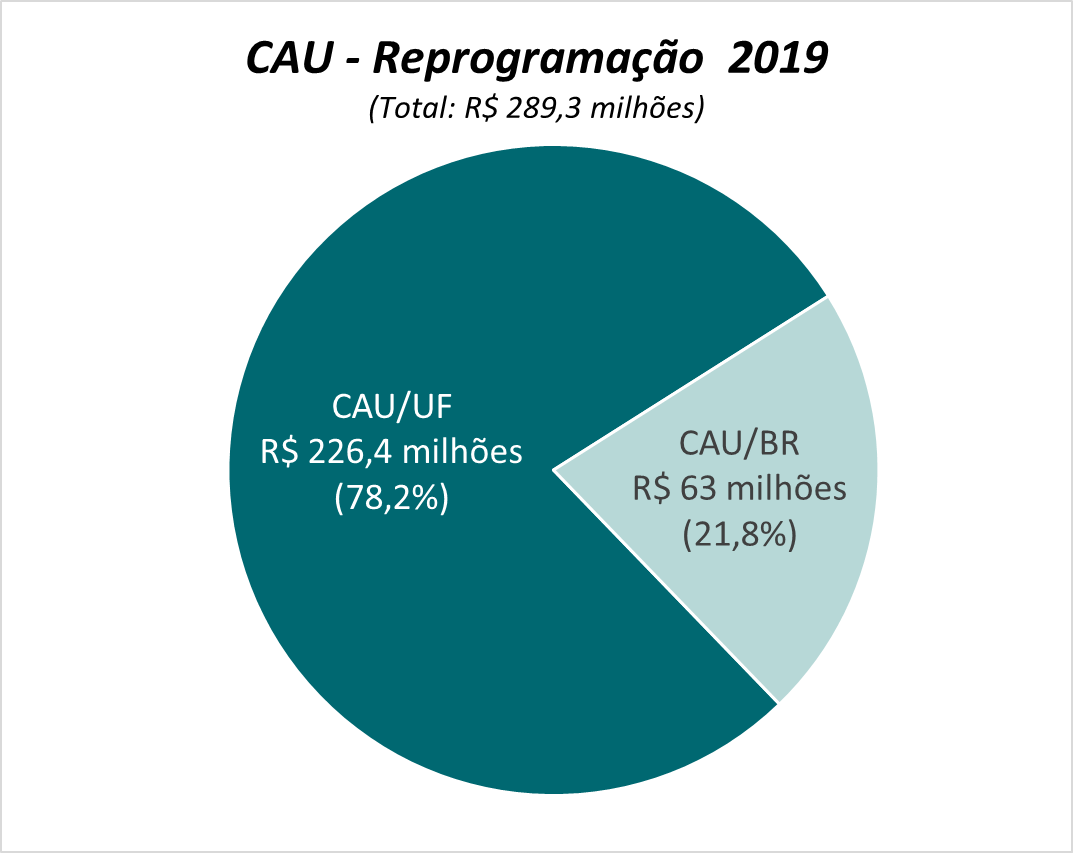 CAU - Reprogramação 2019
(Total: R$ 289,3 milhões)
CAU/UF
R$ 226,4 milhões
(78,2%)
CAU/BR
R$ 63 milhões
(21,8%)